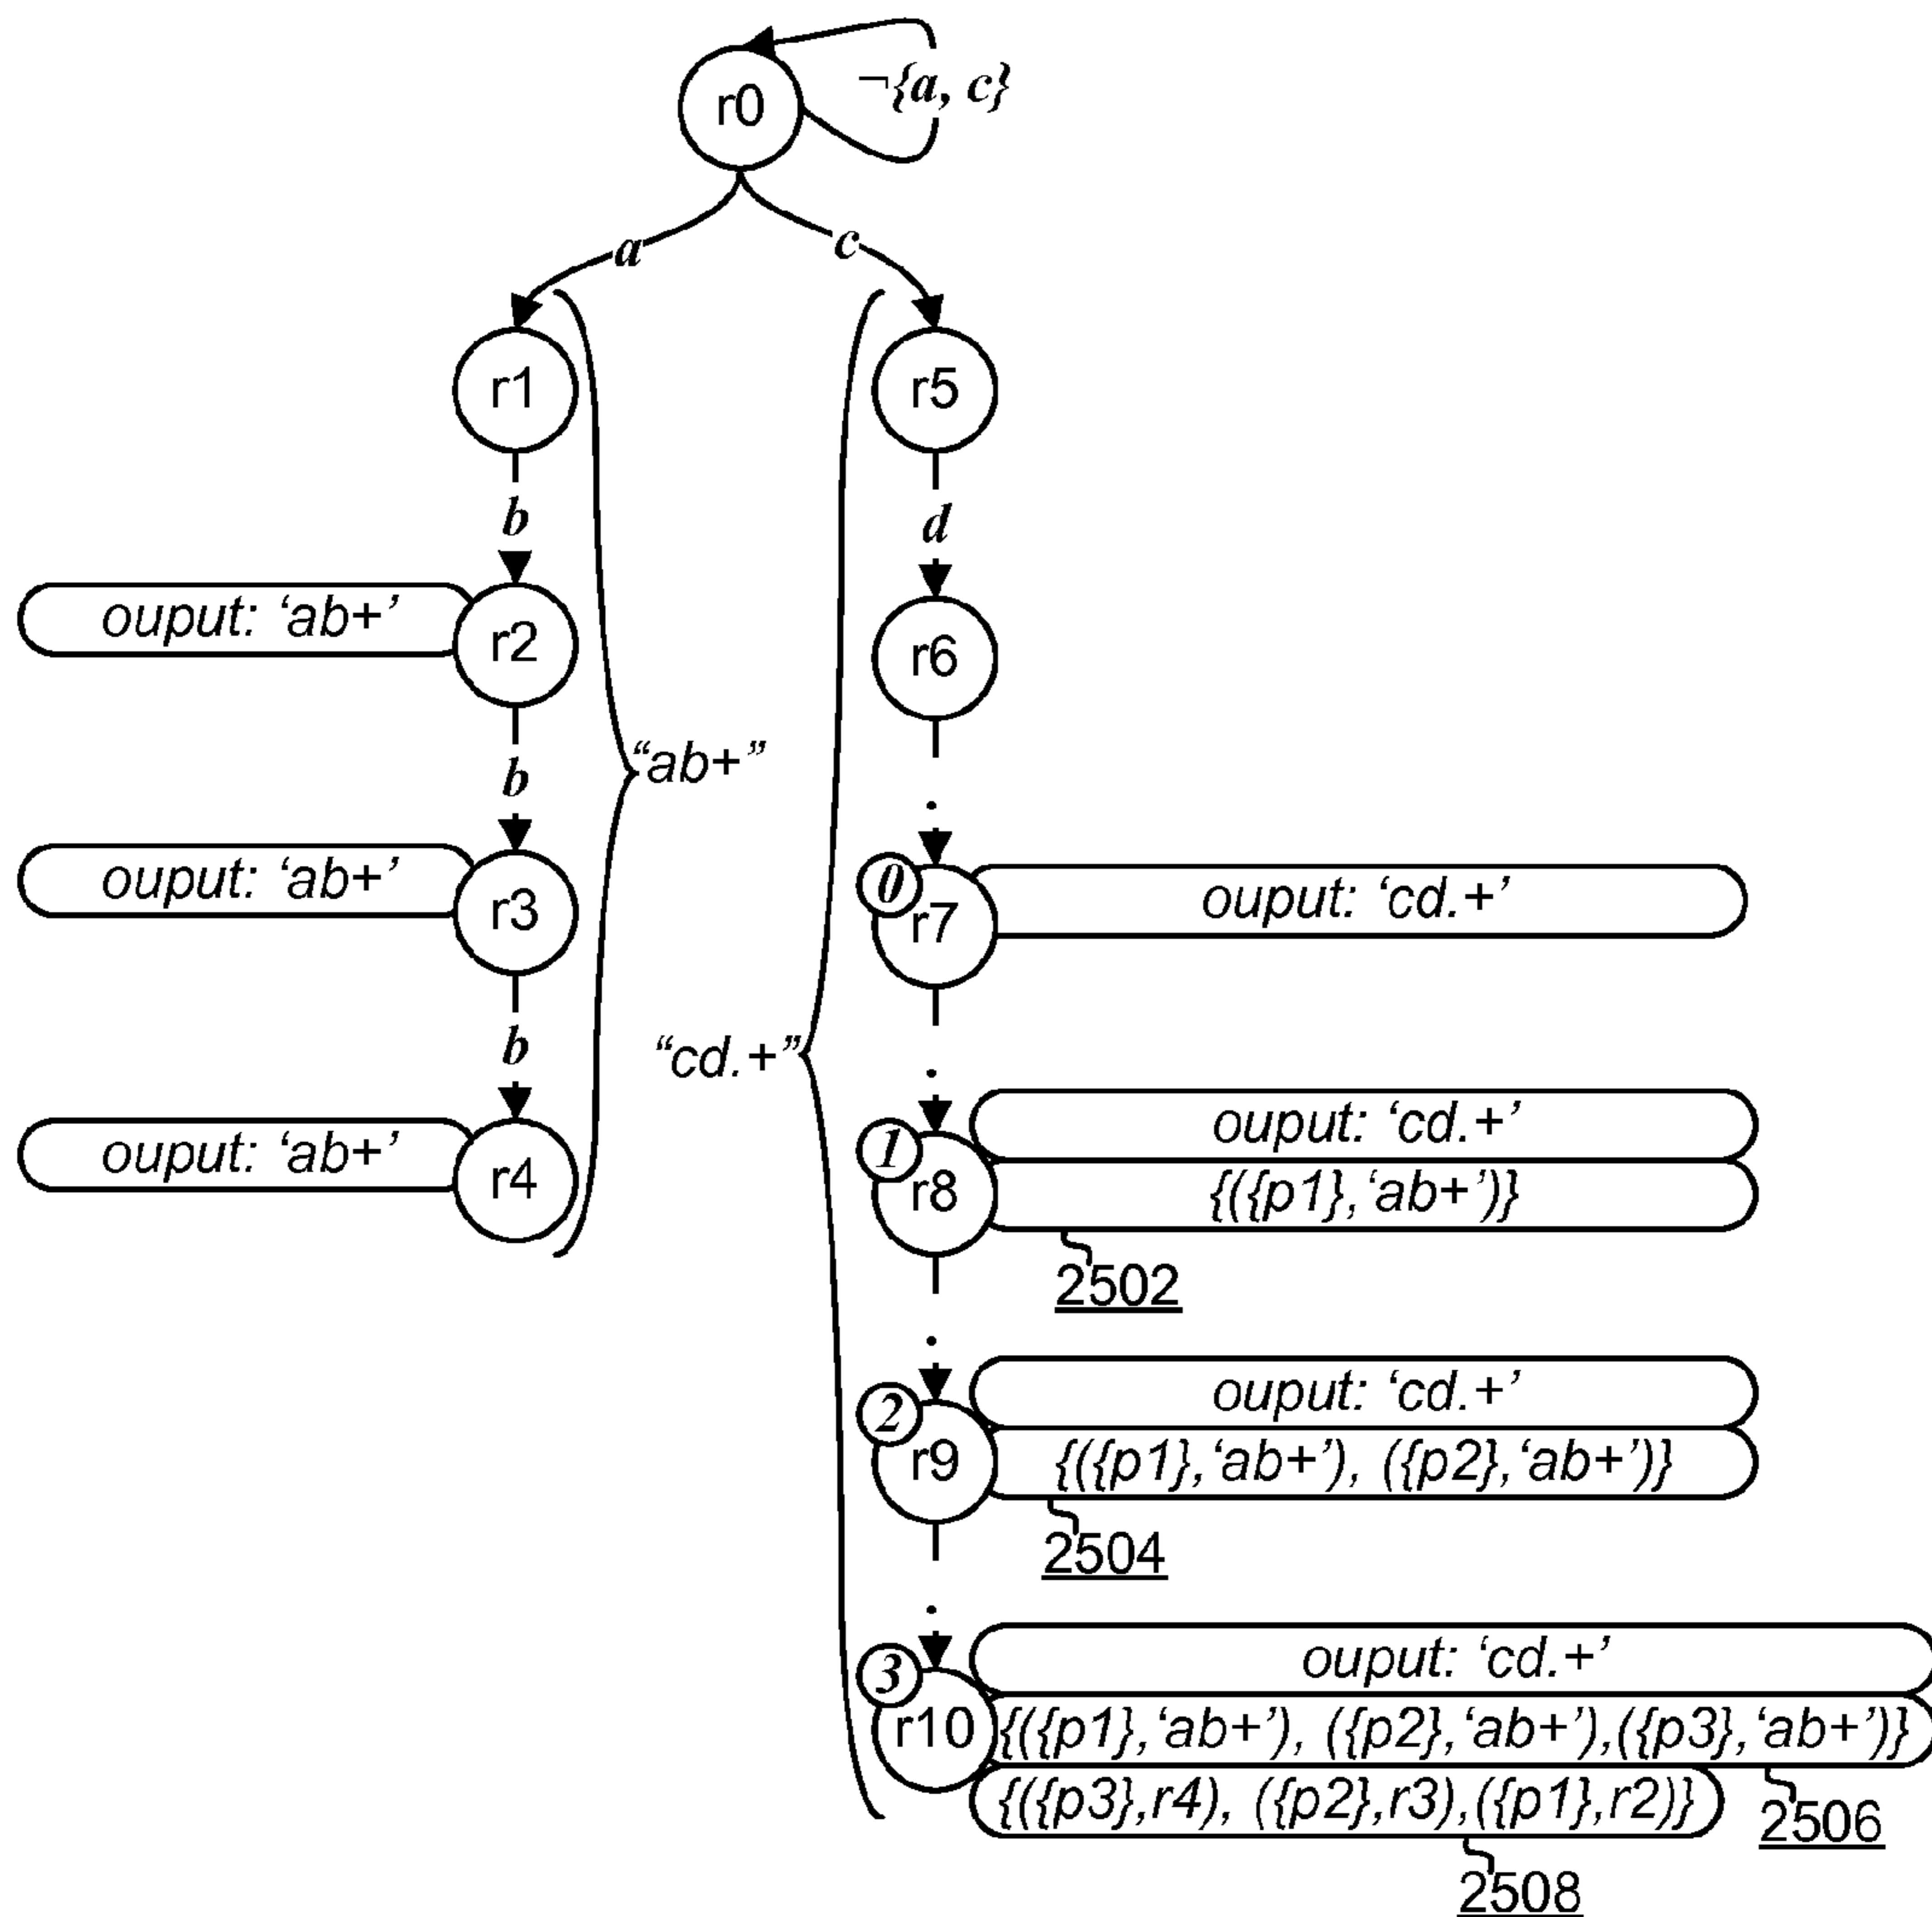 r0
¬{a, c}
a
c
r1
r5
b
d
ouput: ‘ab+’
r2
r6
“ab+”
b
.
ouput: ‘ab+’
r3
0
r7
ouput: ‘cd.+’
b
“cd.+”
.
ouput: ‘ab+’
r4
1
r8
ouput: ‘cd.+’
{({p1},‘ab+’)}
2502
.
2
r9
ouput: ‘cd.+’
{({p1},‘ab+’), ({p2},‘ab+’)}
2504
.
3
r10
ouput: ‘cd.+’
{({p1},‘ab+’), ({p2},‘ab+’),({p3},‘ab+’)}
{({p3},r4), ({p2},r3),({p1},r2)}
2506
2508